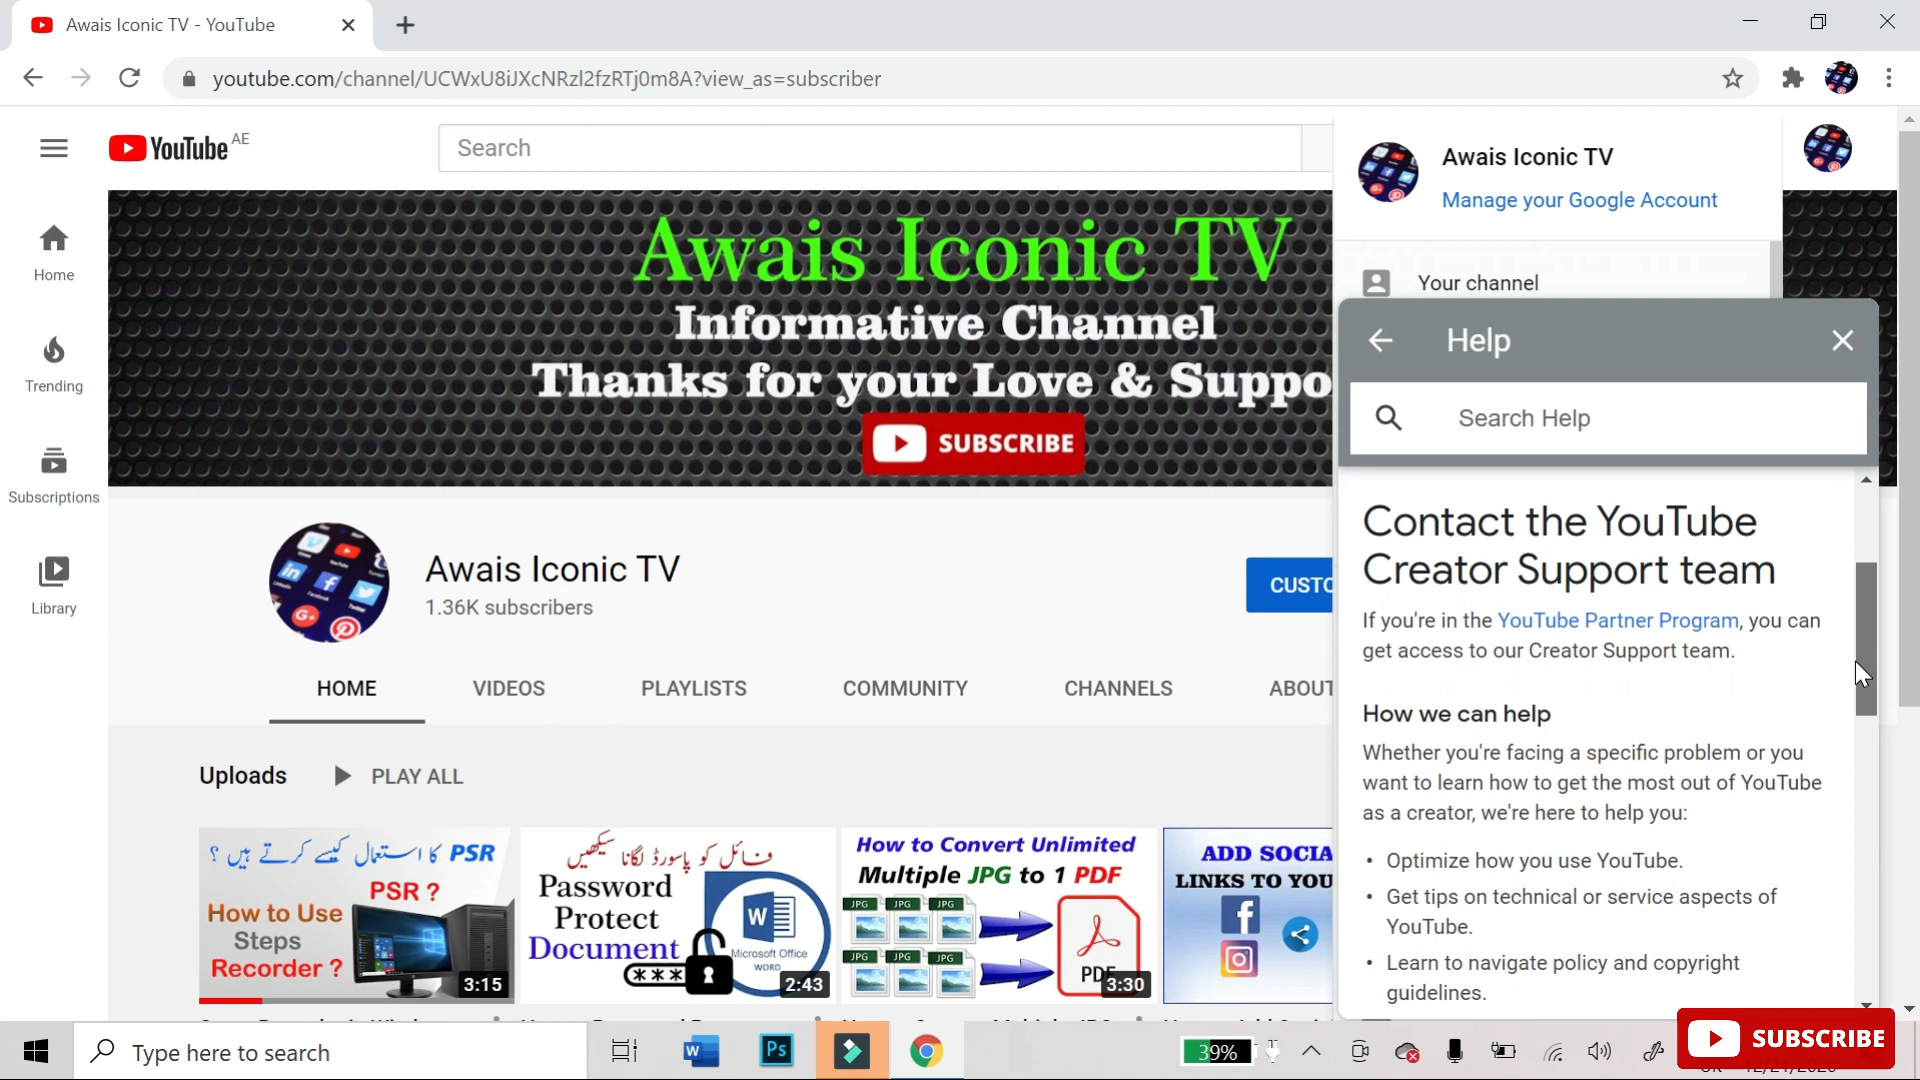 Awais Iconic TV - YouTube
youtube.com/channel/UCWxU8iJXcNRzl2fzRTj0m8A?view_as=subscriber
YouTube AE
Search
Awais Iconic TV
Manage your Google Account
Your channel
Home
Trending
Subscriptions
Library
Awais Iconic TV
Informative Channel
Thanks for your Love & Suppo
SUBSCRIBE
Awais Iconic TV
1.36K subscribers
CUSTO
HOME
VIDEOS
PLAYLISTS
COMMUNITY
CHANNELS
ABOUT
Uploads
PLAY ALL
PSR کا استعمال کیسے کرتے ہیں ؟
PSR ?
How to Use
Steps
Recorder ?
3:15
فائل کو پاسورڈ لگانا سیکھیں
Password
Protect
Document
W
Microsoft Office
WORD
***
2:43
How to Convert Unlimited
Multiple JPG to 1 PDF
JPG JPG JPG
JPG JPG JPG
PDF
3:30
ADD SOCIA
LINKS TO YOU
Help
Search Help
Contact the YouTube
Creator Support team
If you're in the YouTube Partner Program, you can
get access to our Creator Support team.
How we can help
Whether you're facing a specific problem or you
want to learn how to get the most out of YouTube
as a creator, we're here to help you:
• Optimize how you use YouTube.
• Get tips on technical or service aspects of
YouTube.
• Learn to navigate policy and copyright
guidelines.
Type here to search
W
Ps
39%
SUBSCRIBE